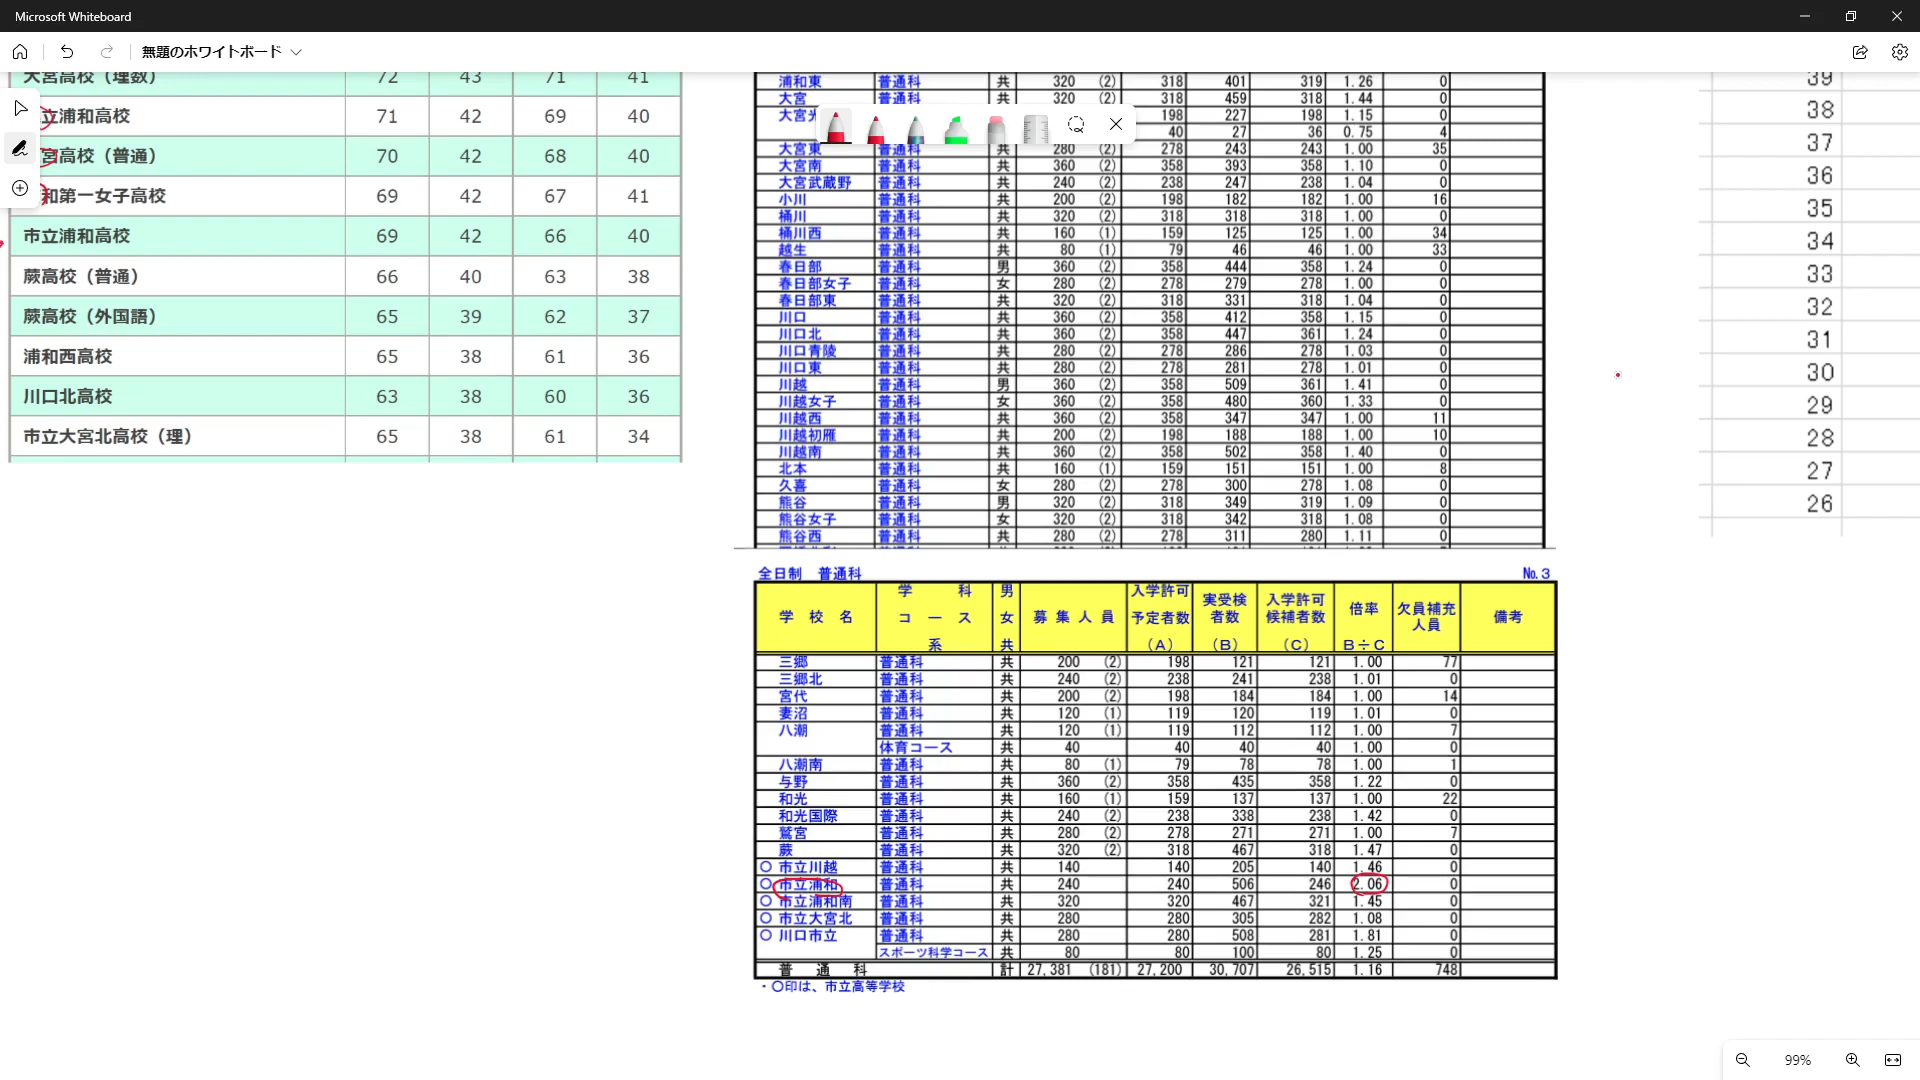 Microsoft Whiteboard
無題のホワイトボード
大宮高校（理数） 72 43 71 41
立浦和高校 71 42 69 40
宮高校（普通） 70 42 68 40
和第一女子高校 69 42 67 41
市立浦和高校 69 42 66 40
蕨高校（普通） 66 40 63 38
蕨高校（外国語） 65 39 62 37
浦和西高校 65 38 61 36
川口北高校 63 38 60 36
市立大宮北高校（理） 65 38 61 34
浦和東 普通科 共 320 (2) 318 401 319 1.26 0
大宮 普通科 共 320 (2) 318 459 318 1.44 0
大宮 198 227 198 1.15 0
40 27 36 0.75 4
大宮東 普通科 共 280 (2) 278 243 243 1.00 35
大宮南 普通科 共 360 (2) 358 393 358 1.10 0
大宮武蔵野 普通科 共 240 (2) 238 247 238 1.04 0
小川 普通科 共 200 (2) 198 182 182 1.00 16
桶川 普通科 共 320 (2) 318 318 318 1.00 0
桶川西 普通科 共 160 (1) 159 125 125 1.00 34
越生 普通科 共 80 (1) 79 46 46 1.00 33
春日部 普通科 男 360 (2) 358 444 358 1.24 0
春日部女子 普通科 女 280 (2) 278 279 278 1.00 0
春日部東 普通科 共 320 (2) 318 331 318 1.04 0
川口 普通科 共 360 (2) 358 412 358 1.15 0
川口北 普通科 共 360 (2) 358 447 361 1.24 0
川口青陵 普通科 共 280 (2) 278 286 278 1.03 0
川口東 普通科 共 280 (2) 278 281 278 1.01 0
川越 普通科 男 360 (2) 358 509 361 1.41 0
川越女子 普通科 女 360 (2) 358 480 360 1.33 0
川越西 普通科 共 360 (2) 358 347 347 1.00 11
川越初雁 普通科 共 200 (2) 198 188 188 1.00 10
川越南 普通科 共 360 (2) 358 502 358 1.40 0
北本 普通科 共 160 (1) 159 151 151 1.00 8
久喜 普通科 女 280 (2) 278 300 278 1.08 0
熊谷 普通科 男 320 (2) 318 349 319 1.09 0
熊谷女子 普通科 女 320 (2) 318 342 318 1.08 0
熊谷西 普通科 共 280 (2) 278 311 280 1.11 0
全日制 普通科 No.3
学校名 学科コース系 男女共 募集人員 入学許可予定者数（A） 実受検者数（B） 入学許可候補者数（C） 倍率 B÷C 欠員補充人員 備考
三郷 普通科 共 200 (2) 198 121 121 1.00 77
三郷北 普通科 共 240 (2) 238 241 238 1.01 0
宮代 普通科 共 200 (2) 198 184 184 1.00 14
妻沼 普通科 共 120 (1) 119 120 119 1.01 0
八潮 普通科 共 120 (1) 119 112 112 1.00 7
体育コース 共 40 40 40 40 1.00 0
八潮南 普通科 共 80 (1) 79 78 78 1.00 1
与野 普通科 共 360 (2) 358 435 358 1.22 0
和光 普通科 共 160 (1) 159 137 137 1.00 22
和光国際 普通科 共 240 (2) 238 338 238 1.42 0
鷲宮 普通科 共 280 (2) 278 271 271 1.00 7
蕨 普通科 共 320 (2) 318 467 318 1.47 0
○ 市立川越 普通科 共 140 140 205 140 1.46 0
○ 市立浦和 普通科 共 240 240 506 246 2.06 0
○ 市立浦和南 普通科 共 320 320 467 321 1.45 0
○ 市立大宮北 普通科 共 280 280 305 282 1.08 0
○ 川口市立 普通科 共 280 280 508 281 1.81 0
スポーツ科学コース 共 80 80 100 80 1.25 0
普通科 計 27,381 (181) 27,200 30,707 26,515 1.16 748
・○印は、市立高等学校
39
38
37
36
35
34
33
32
31
30
29
28
27
26
99%